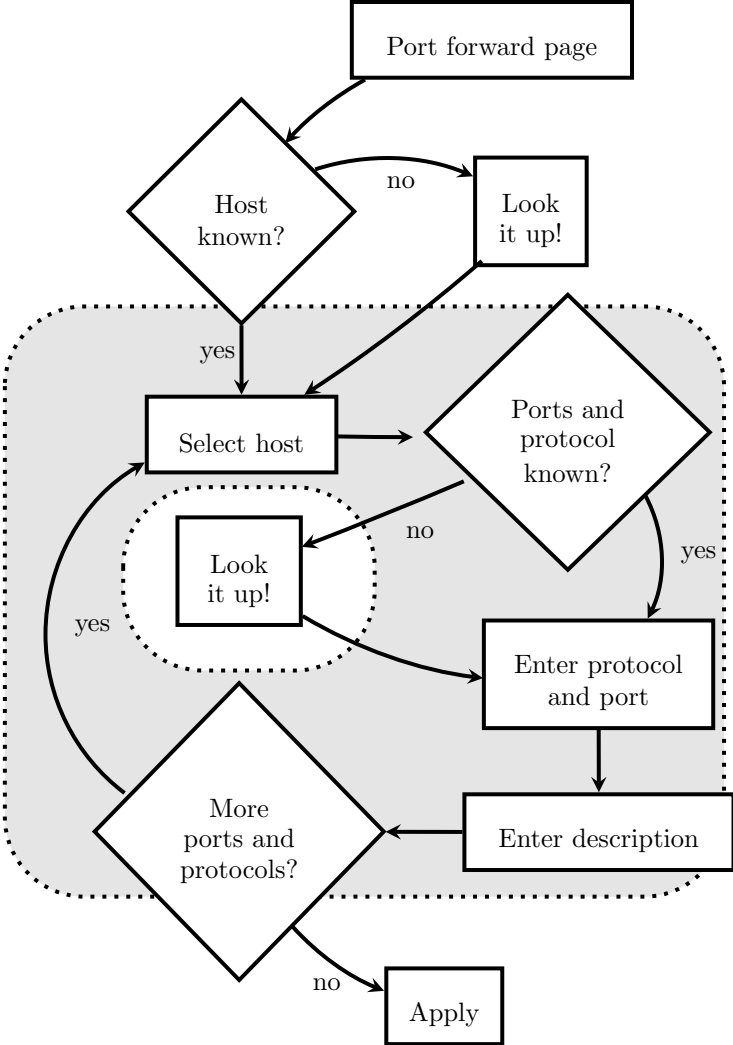 Port forward page
Host
known?
no
Look
it up!
yes
Select host
Ports and
protocol
known?
no
yes
Look
it up!
yes
Enter protocol
and port
More
ports and
protocols?
Enter description
no
Apply